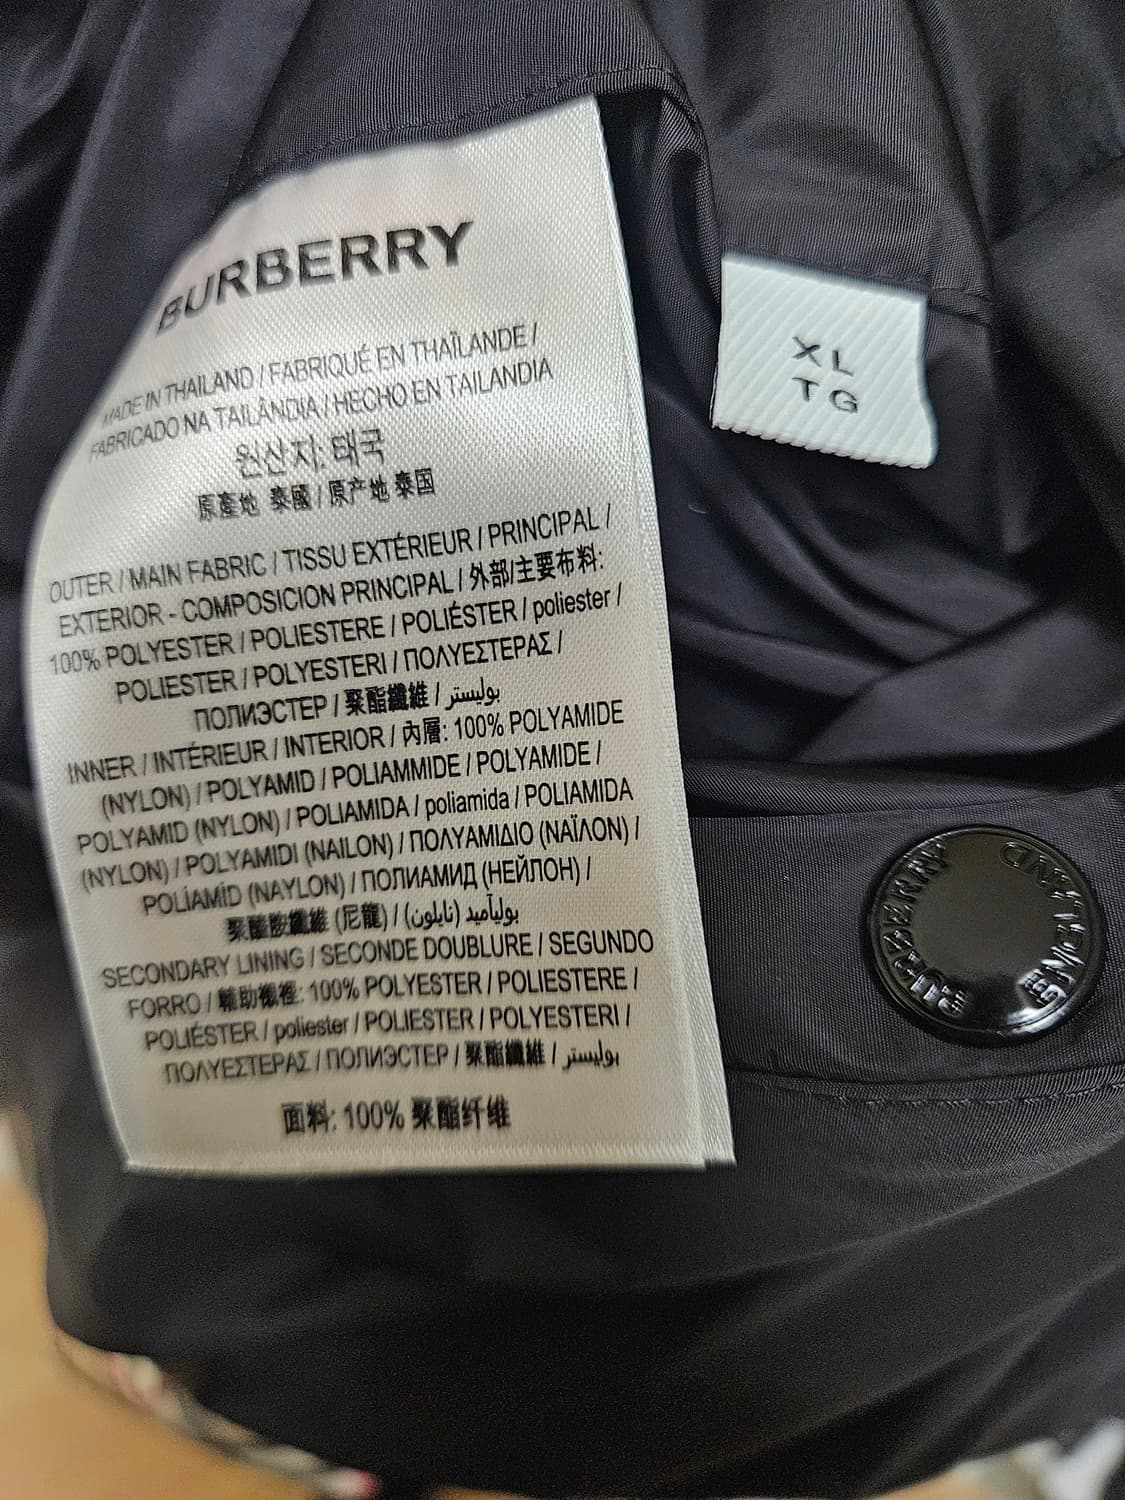 BURBERRY
MADE IN THAILAND / FABRIQUÉ EN THAÏLANDE /
FABRICADO NA TAILÂNDIA / HECHO EN TAILANDIA
원산지: 태국
原產地 泰國 / 原产地 泰国
OUTER / MAIN FABRIC / TISSU EXTÉRIEUR / PRINCIPAL /
EXTERIOR - COMPOSICION PRINCIPAL / 外部/主要布料:
100% POLYESTER / POLIESTERE / POLIÉSTER / poliester /
POLIESTER / POLYESTERI / ΠΟΛΥΕΣΤΕΡΑΣ /
ПОЛИЭСТЕР / 聚酯纖維 / بوليستر
INNER / INTÉRIEUR / INTERIOR / 內層: 100% POLYAMIDE
(NYLON) / POLYAMID / POLIAMMIDE / POLYAMIDE /
POLYAMID (NYLON) / POLIAMIDA / poliamida / POLIAMIDA
(NYLON) / POLYAMIDI (NAILON) / ΠΟΛΥΑΜΙΔΙΟ (ΝΑΪΛΟΝ) /
POLİAMİD (NAYLON) / ПОЛИАМИД (НЕЙЛОН) /
聚醯胺纖維 (尼龍) / بوليآميد (نايلون)
SECONDARY LINING / SECONDE DOUBLURE / SEGUNDO
FORRO / 輔助襯裡: 100% POLYESTER / POLIESTERE /
POLIÉSTER / poliester / POLIESTER / POLYESTERI /
ΠΟΛΥΕΣΤΕΡΑΣ / ПОЛИЭСТЕР / 聚酯纖維 / بوليستر
面料: 100% 聚酯纤维
XL
TG
BURBERRY
ENGLAND